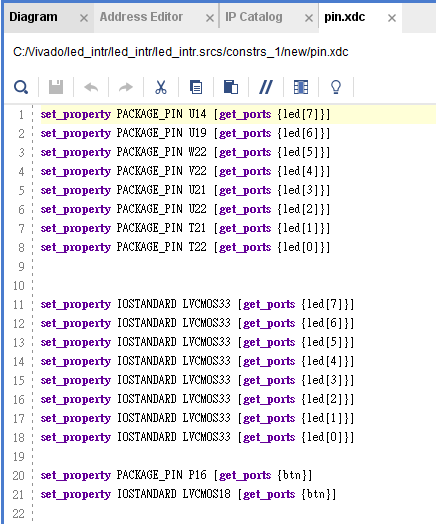 Diagram × Address Editor × IP Catalog × pin.xdc ×
C:/Vivado/led_intr/led_intr/led_intr.srcs/constrs_1/new/pin.xdc
1 set_property PACKAGE_PIN U14 [get_ports {led[7]}]
2 set_property PACKAGE_PIN U19 [get_ports {led[6]}]
3 set_property PACKAGE_PIN W22 [get_ports {led[5]}]
4 set_property PACKAGE_PIN V22 [get_ports {led[4]}]
5 set_property PACKAGE_PIN U21 [get_ports {led[3]}]
6 set_property PACKAGE_PIN U22 [get_ports {led[2]}]
7 set_property PACKAGE_PIN T21 [get_ports {led[1]}]
8 set_property PACKAGE_PIN T22 [get_ports {led[0]}]
9
10
11 set_property IOSTANDARD LVCMOS33 [get_ports {led[7]}]
12 set_property IOSTANDARD LVCMOS33 [get_ports {led[6]}]
13 set_property IOSTANDARD LVCMOS33 [get_ports {led[5]}]
14 set_property IOSTANDARD LVCMOS33 [get_ports {led[4]}]
15 set_property IOSTANDARD LVCMOS33 [get_ports {led[3]}]
16 set_property IOSTANDARD LVCMOS33 [get_ports {led[2]}]
17 set_property IOSTANDARD LVCMOS33 [get_ports {led[1]}]
18 set_property IOSTANDARD LVCMOS33 [get_ports {led[0]}]
19
20 set_property PACKAGE_PIN P16 [get_ports {btn}]
21 set_property IOSTANDARD LVCMOS18 [get_ports {btn}]
22